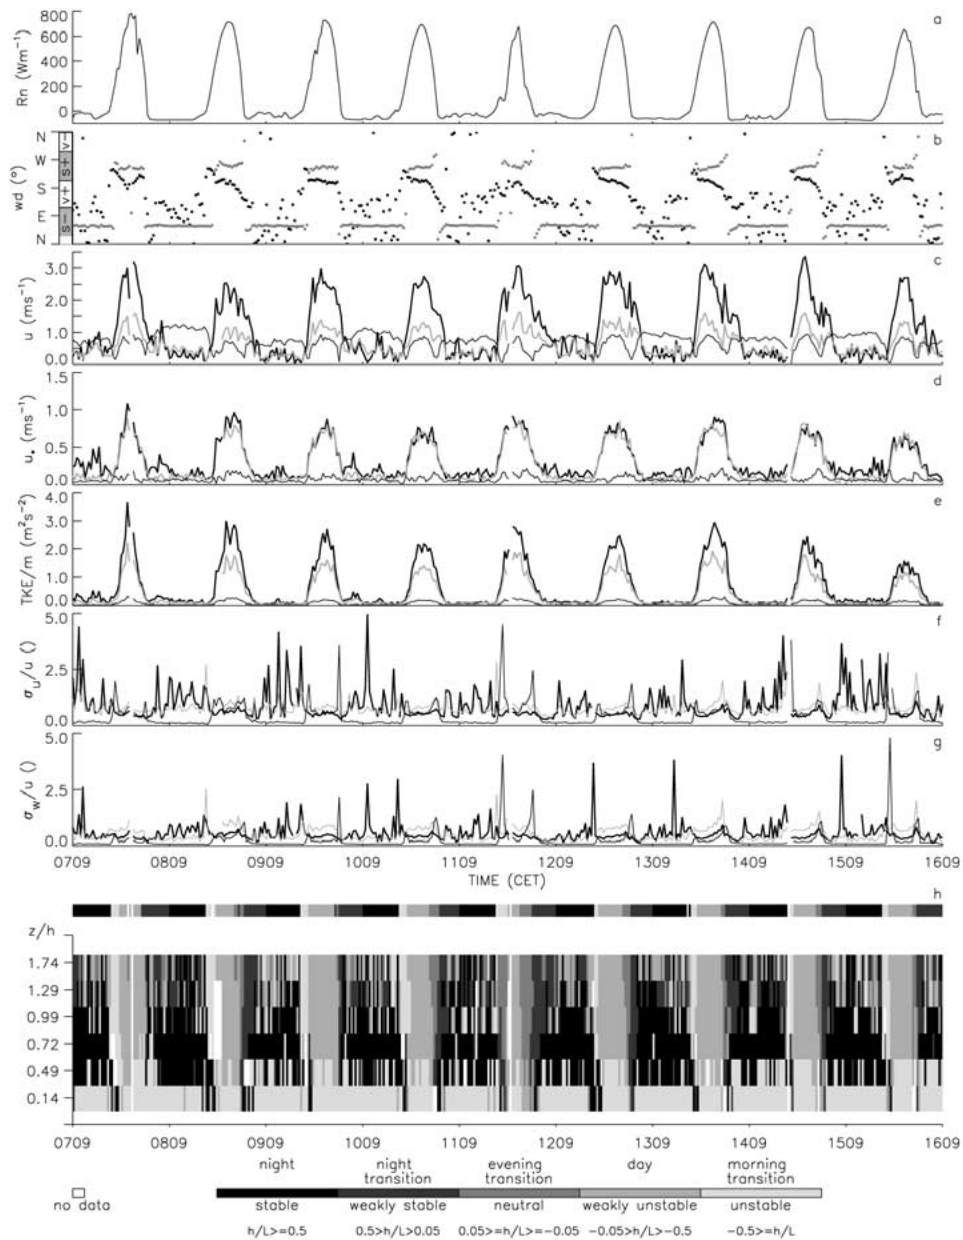 a
800
600
400
200
0
Rn (Wm⁻¹)
b
N
W
S
E
N
wd (°)
v-
s+
v+
s-
c
3.0
2.0
1.0
0.0
u (ms⁻¹)
d
1.5
1.0
0.5
0.0
u* (ms⁻¹)
e
4.0
3.0
2.0
1.0
0.0
TKE/m (m²s⁻²)
f
5.0
2.5
0.0
σu/u ()
g
5.0
2.5
0.0
σw/u ()
0709 0809 0909 1009 1109 1209 1309 1409 1509 1609
TIME (CET)
h
z/h
1.74
1.29
0.99
0.72
0.49
0.14
0709 0809 0909 1009 1109 1209 1309 1409 1509 1609
night night transition evening transition day morning transition
no data stable weakly stable neutral weakly unstable unstable
h/L>=0.5 0.5>h/L>0.05 0.05>=h/L>=-0.05 -0.05>h/L>-0.5 -0.5>=h/L